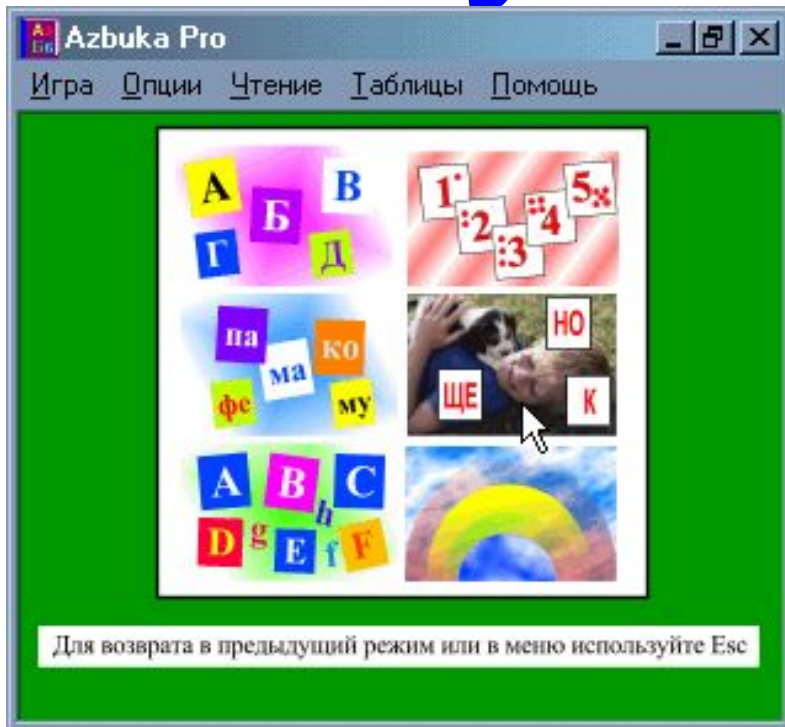 Azbuka Pro
Игра Опции Чтение Таблицы Помощь
А Б В
Г Д
1 2 3 4 5
па ма ко
фе му
НО
ЩЕ К
A B C
h
D g E f F
Для возврата в предыдущий режим или в меню используйте Esc